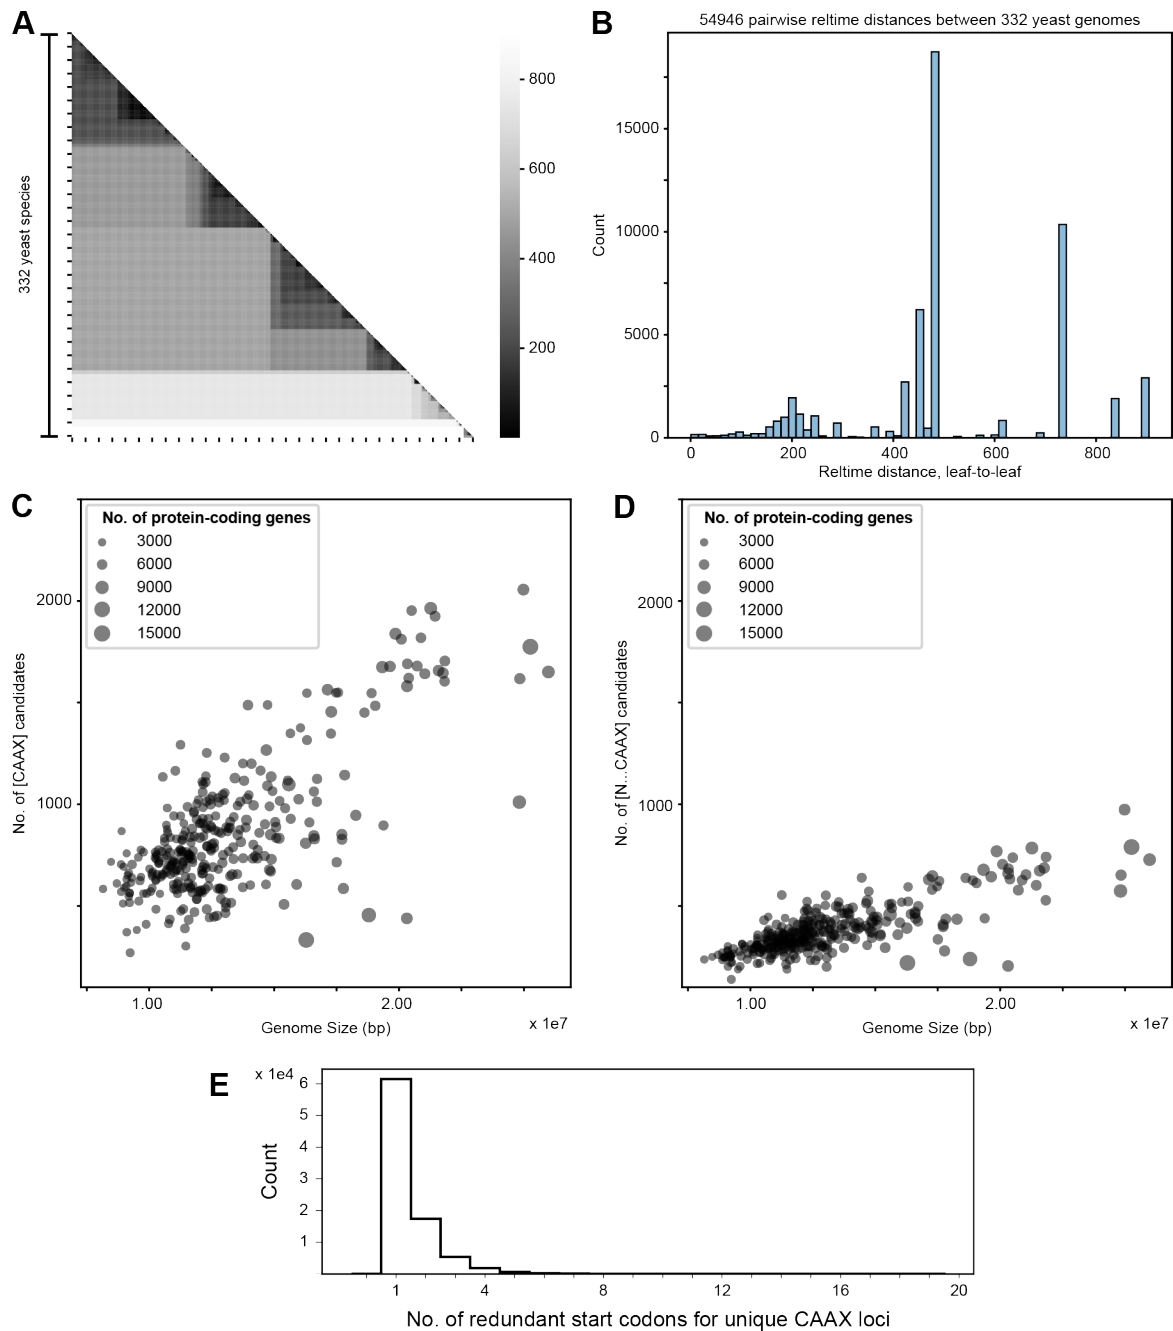 A
332 yeast species
800
600
400
200
B
54946 pairwise reltime distances between 332 yeast genomes
Count
15000
10000
5000
0
0 200 400 600 800
Reltime distance, leaf-to-leaf
C
No. of protein-coding genes
3000
6000
9000
12000
15000
No. of [CAAX] candidates
2000
1000
1.00 2.00
x 1e7
Genome Size (bp)
D
No. of protein-coding genes
3000
6000
9000
12000
15000
No. of [N...CAAX] candidates
2000
1000
1.00 2.00
x 1e7
Genome Size (bp)
E
x 1e4
Count
6
5
4
3
2
1
1 4 8 12 16 20
No. of redundant start codons for unique CAAX loci